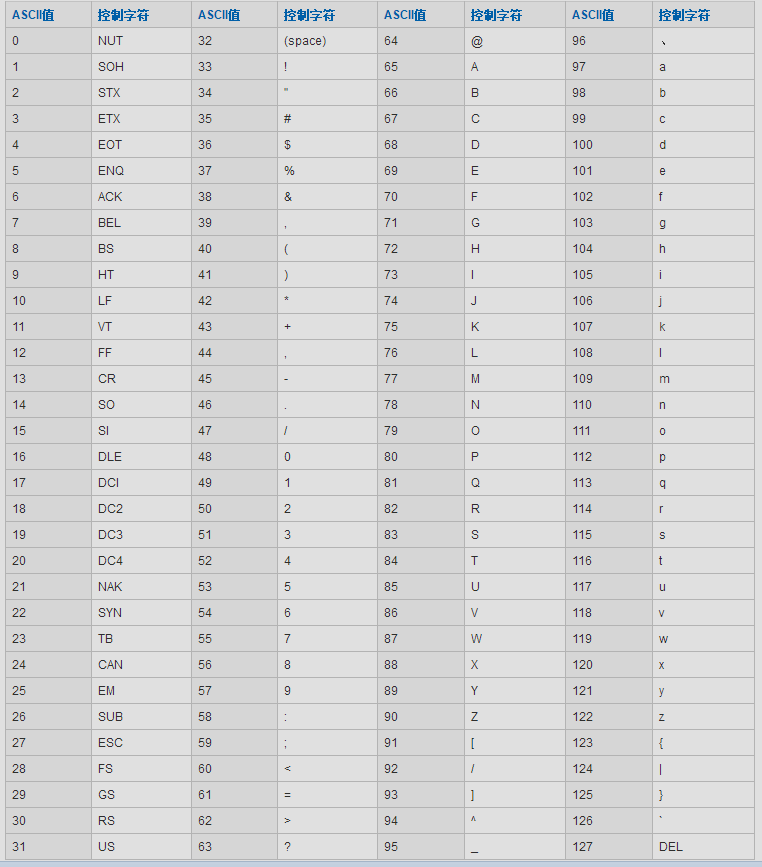 ASCII值 控制字符 ASCII值 控制字符 ASCII值 控制字符 ASCII值 控制字符
0 NUT 32 (space) 64 @ 96 、
1 SOH 33 ! 65 A 97 a
2 STX 34 " 66 B 98 b
3 ETX 35 # 67 C 99 c
4 EOT 36 $ 68 D 100 d
5 ENQ 37 % 69 E 101 e
6 ACK 38 & 70 F 102 f
7 BEL 39 , 71 G 103 g
8 BS 40 ( 72 H 104 h
9 HT 41 ) 73 I 105 i
10 LF 42 * 74 J 106 j
11 VT 43 + 75 K 107 k
12 FF 44 , 76 L 108 l
13 CR 45 - 77 M 109 m
14 SO 46 . 78 N 110 n
15 SI 47 / 79 O 111 o
16 DLE 48 0 80 P 112 p
17 DCI 49 1 81 Q 113 q
18 DC2 50 2 82 R 114 r
19 DC3 51 3 83 S 115 s
20 DC4 52 4 84 T 116 t
21 NAK 53 5 85 U 117 u
22 SYN 54 6 86 V 118 v
23 TB 55 7 87 W 119 w
24 CAN 56 8 88 X 120 x
25 EM 57 9 89 Y 121 y
26 SUB 58 : 90 Z 122 z
27 ESC 59 ; 91 [ 123 {
28 FS 60 < 92 / 124 |
29 GS 61 = 93 ] 125 }
30 RS 62 > 94 ^ 126 `
31 US 63 ? 95 _ 127 DEL